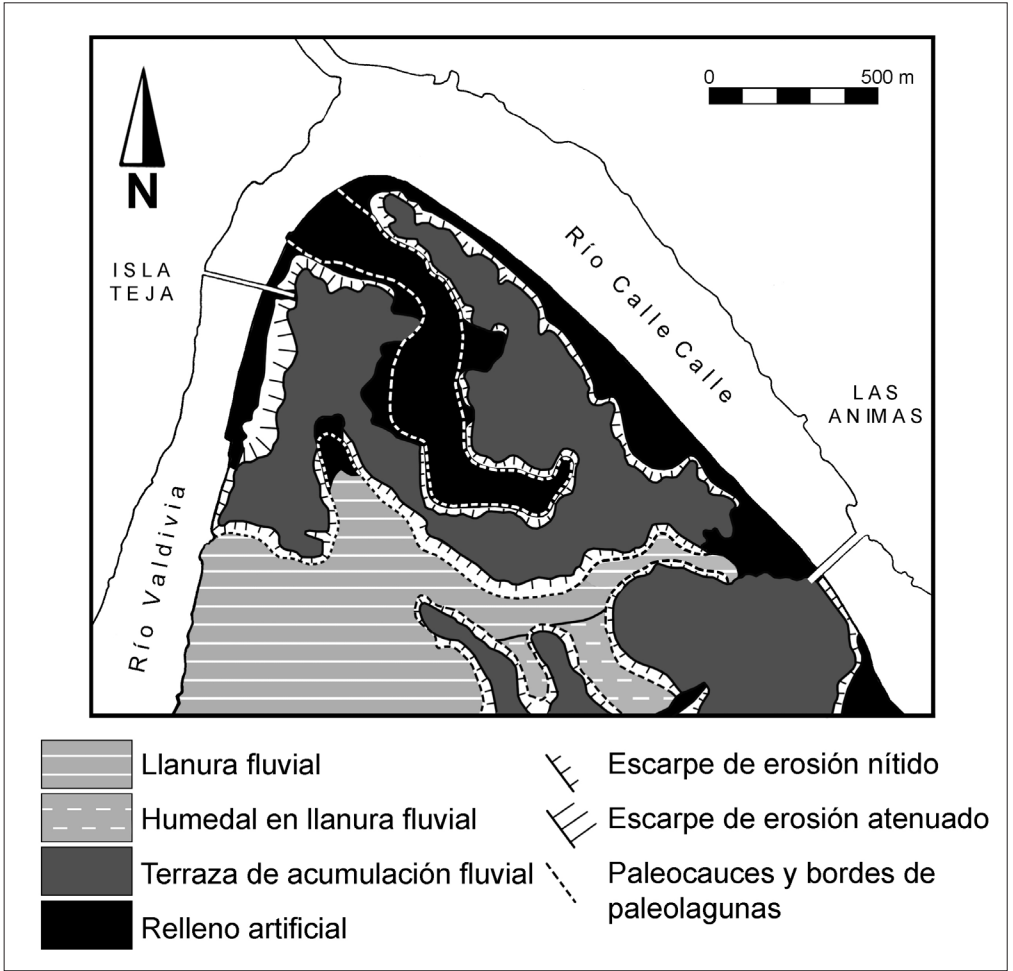 0 500 m
N
ISLA
TEJA
Río Calle Calle
LAS
ANIMAS
Río Valdivia
Llanura fluvial
Humedal en llanura fluvial
Terraza de acumulación fluvial
Relleno artificial
Escarpe de erosión nítido
Escarpe de erosión atenuado
Paleocauces y bordes de
paleolagunas